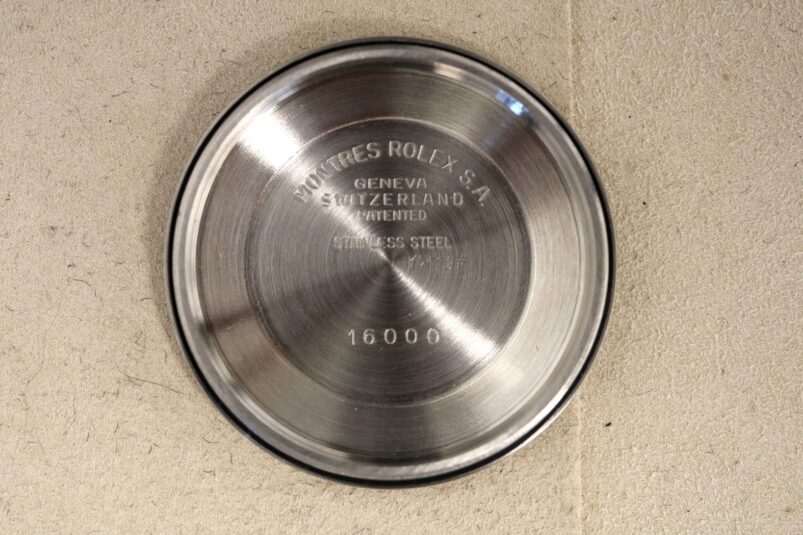 MONTRES ROLEX S.A.
GENEVA
SWITZERLAND
PATENTED
STAINLESS STEEL
16000